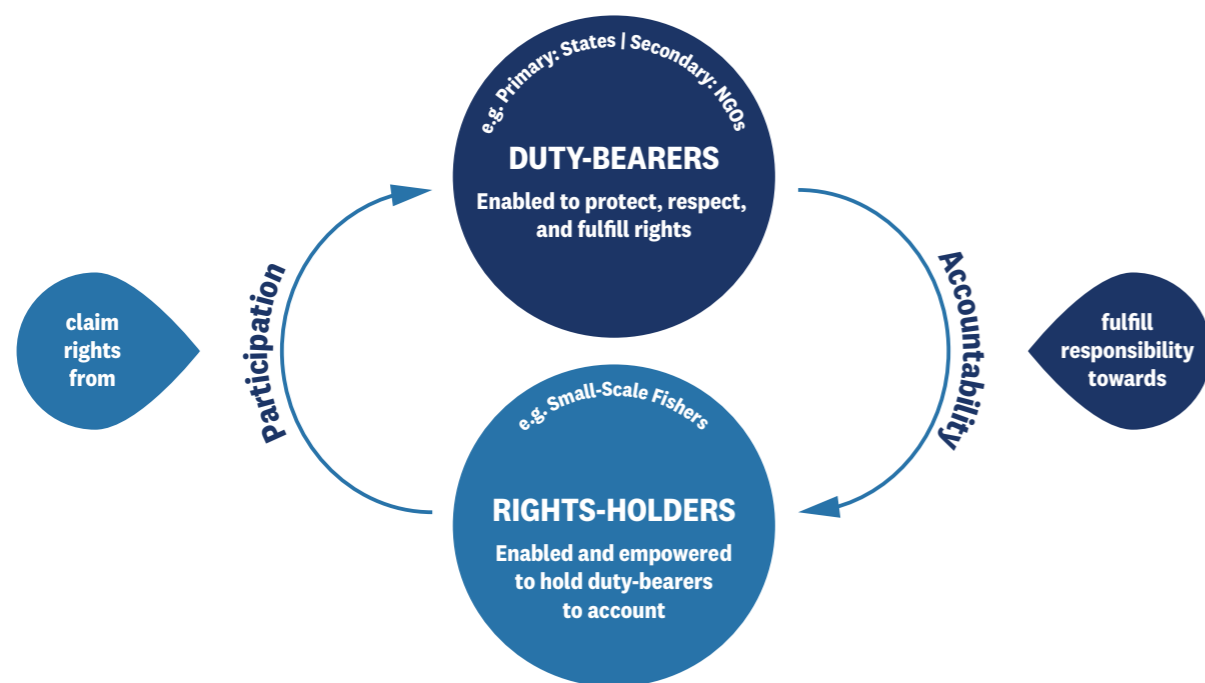 e.g. Primary: States | Secondary: NGOs
DUTY-BEARERS
Enabled to protect, respect,
and fulfill rights
claim
rights
from
Participation
Accountability
fulfill
responsibility
towards
e.g. Small-Scale Fishers
RIGHTS-HOLDERS
Enabled and empowered
to hold duty-bearers
to account